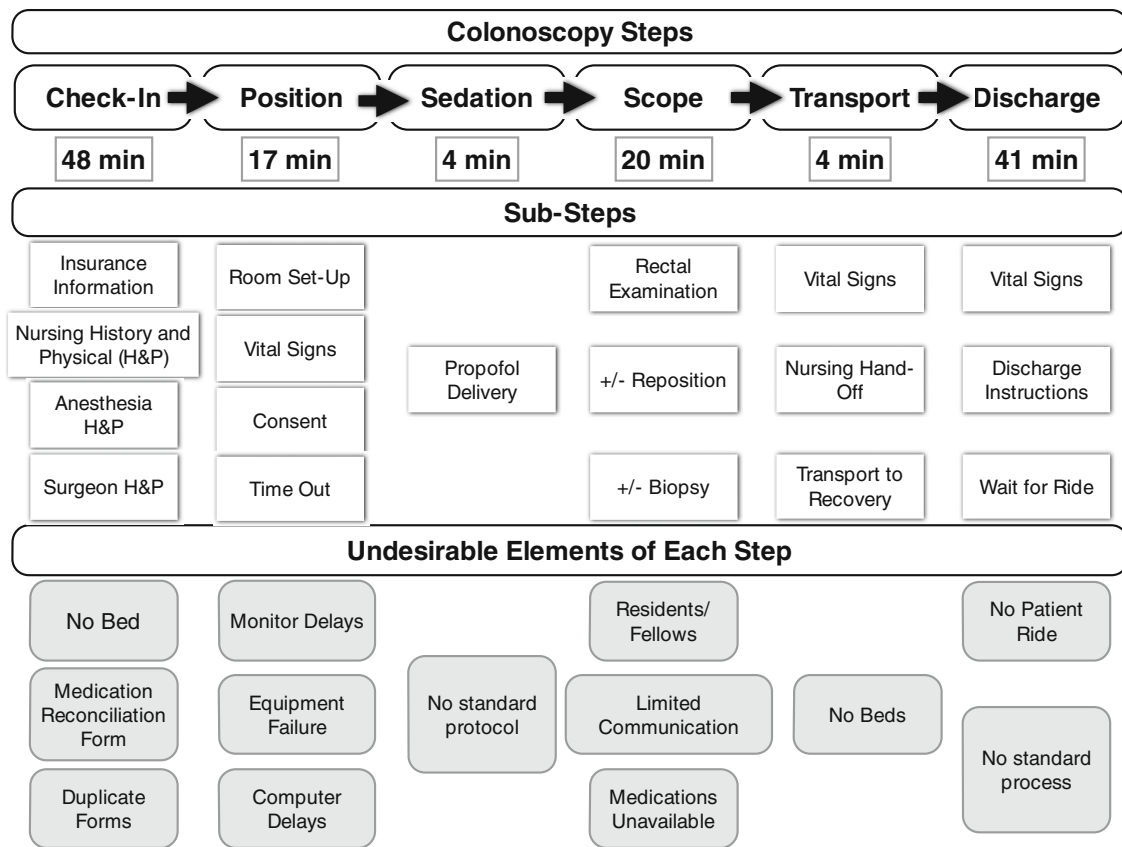 Colonoscopy Steps
Check-In
Position
Sedation
Scope
Transport
Discharge
48 min
17 min
4 min
20 min
4 min
41 min
Sub-Steps
Insurance
Information
Nursing History and
Physical (H&P)
Anesthesia
H&P
Surgeon H&P
Room Set-Up
Vital Signs
Consent
Time Out
Propofol
Delivery
Rectal
Examination
+/- Reposition
+/- Biopsy
Vital Signs
Nursing Hand-
Off
Transport to
Recovery
Vital Signs
Discharge
Instructions
Wait for Ride
Undesirable Elements of Each Step
No Bed
Medication
Reconciliation
Form
Duplicate
Forms
Monitor Delays
Equipment
Failure
Computer
Delays
No standard
protocol
Residents/
Fellows
Limited
Communication
Medications
Unavailable
No Beds
No Patient
Ride
No standard
process